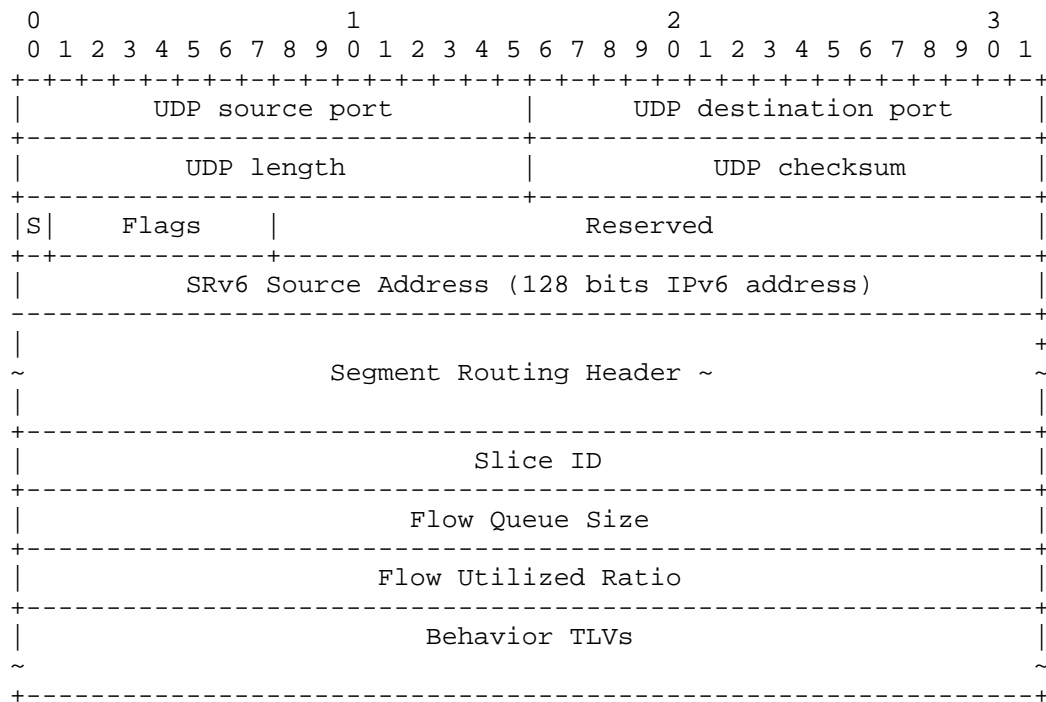 0                   1                   2                   3
0 1 2 3 4 5 6 7 8 9 0 1 2 3 4 5 6 7 8 9 0 1 2 3 4 5 6 7 8 9 0 1
UDP source port | UDP destination port
UDP length | UDP checksum
|S| Flags | Reserved
SRv6 Source Address (128 bits IPv6 address)
Segment Routing Header ~
Slice ID
Flow Queue Size
Flow Utilized Ratio
Behavior TLVs